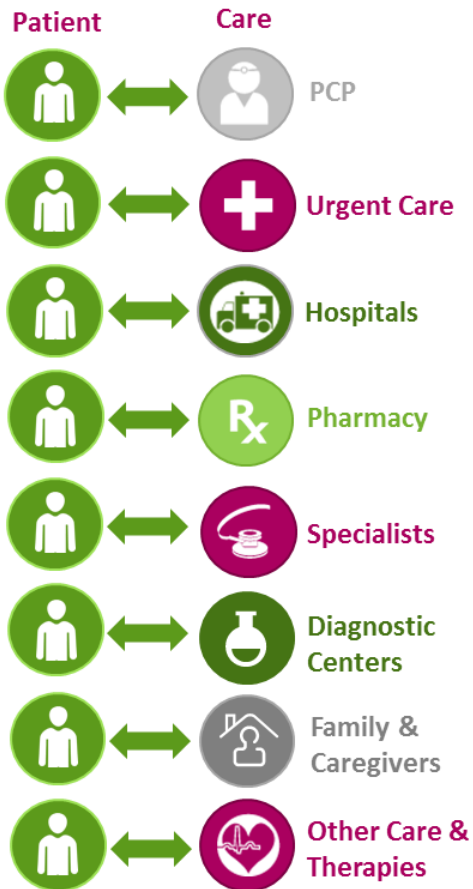 Patient
Care
PCP
Urgent Care
Hospitals
Rx
Pharmacy
Specialists
Diagnostic
Centers
Family &
Caregivers
Other Care &
Therapies